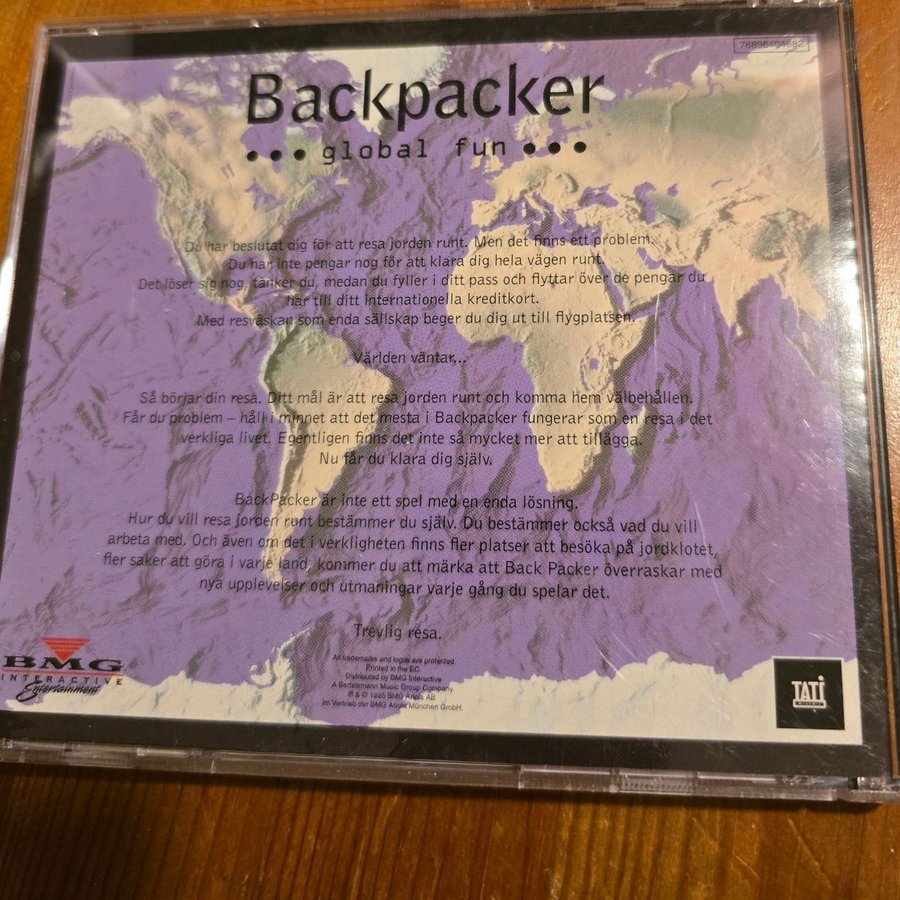 Backpacker
••• global fun •••
Du har beslutat dig för att resa jorden runt. Men det finns ett problem.
Du har inte pengar nog för att klara dig hela vägen runt.
Det löser sig nog, tänker du, medan du fyller i ditt pass och flyttar över de pengar du
har till ditt internationella kreditkort.
Med resväskan som enda sällskap beger du dig ut till flygplatsen.
Världen väntar...
Så börjar din resa. Ditt mål är att resa jorden runt och komma hem välbehållen.
Får du problem – håll i minnet att det mesta i Backpacker fungerar som en resa i det
verkliga livet. Egentligen finns det inte så mycket mer att tillägga.
Nu får du klara dig själv.
BackPacker är inte ett spel med en enda lösning.
Hur du vill resa jorden runt bestämmer du själv. Du bestämmer också vad du vill
arbeta med. Och även om det i verkligheten finns fler platser att besöka på jordklotet,
fler saker att göra i varje land, kommer du att märka att Back Packer överraskar med
nya upplevelser och utmaningar varje gång du spelar det.
Trevlig resa.
All trademarks and logos are protected.
Printed in the EC.
Distributed by BMG Interactive
A Bertelsmann Music Group Company.
℗ & © 1995 BMG Ariola AB
Im Vertrieb der BMG Ariola München GmbH.
BMG
INTERACTIVE
Entertainment
TATI